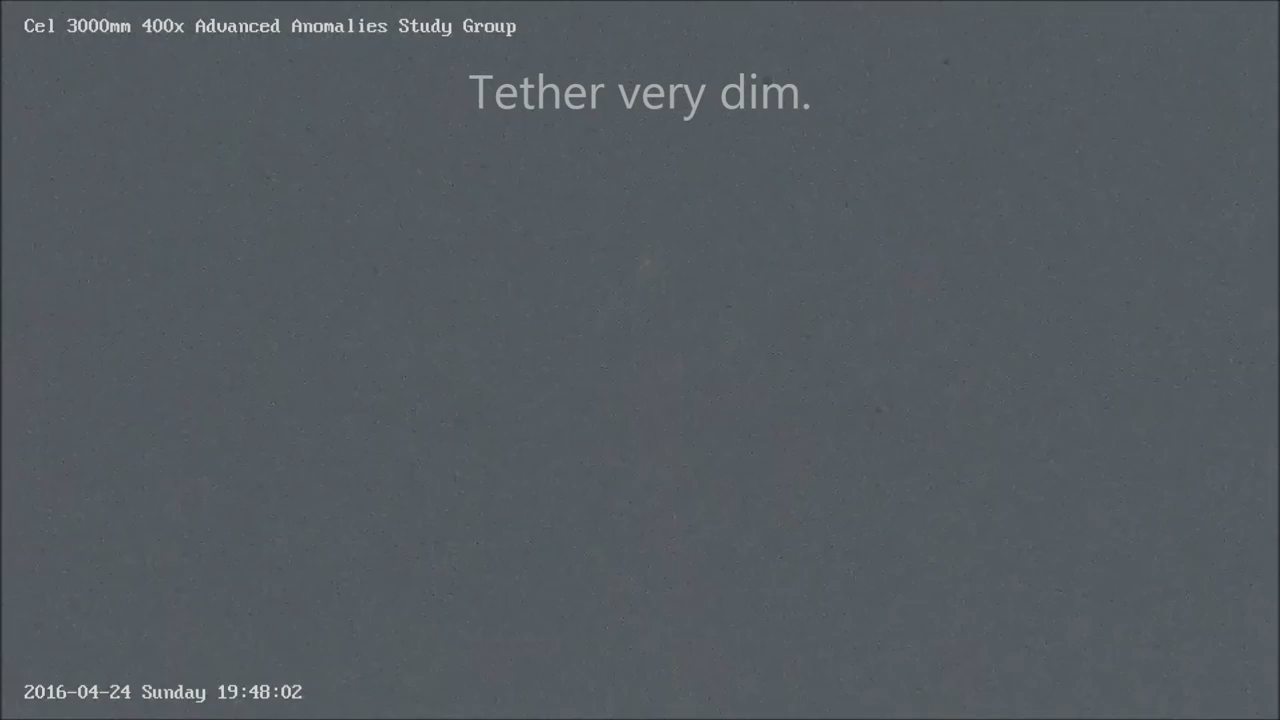 Cel 3000mm 400x Advanced Anomalies Study Group
Tether very dim.
2016-04-24 Sunday 19:48:02